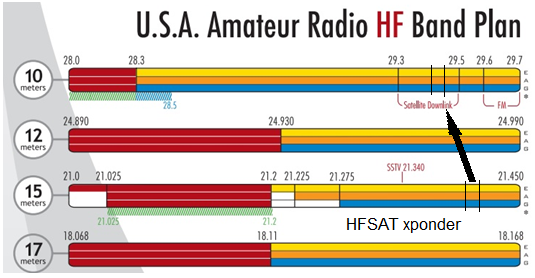 U.S.A. Amateur Radio HF Band Plan
28.0 28.3 29.3 29.5 29.6 29.7
10
meters
E
A
G
28.5
Satellite Downlink
FM
24.890 24.930 24.990
12
meters
E
A
G
21.0 21.025 21.2 21.225 21.275 SSTV 21.340 21.450
15
meters
E
A
G
21.025 21.2
HFSAT xponder
18.068 18.11 18.168
17
meters
E
A
G